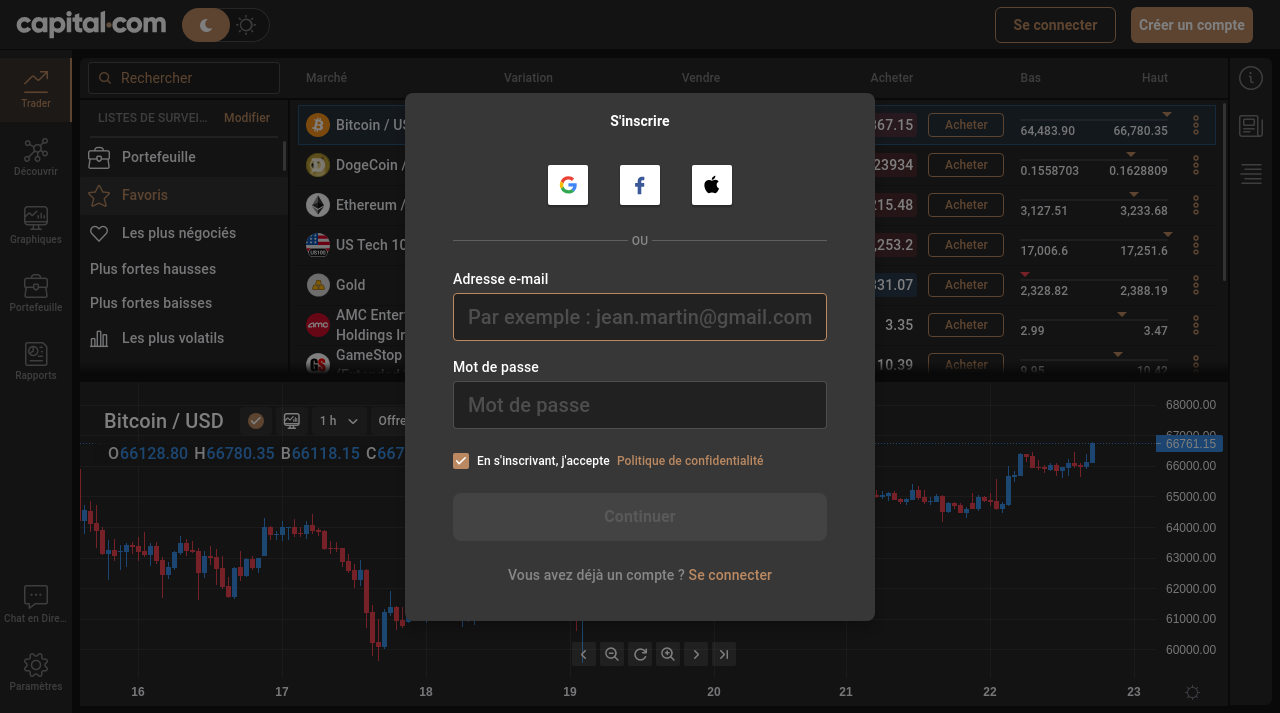 capital.com
Se connecter
Créer un compte
Trader
Découvrir
Graphiques
Portefeuille
Rapports
Chat en Dire...
Paramètres
Rechercher
LISTES DE SURVEI...
Modifier
Portefeuille
Favoris
Les plus négociés
Plus fortes hausses
Plus fortes baisses
Les plus volatils
Marché Variation Vendre Acheter Bas Haut
Bitcoin / US 67.15 Acheter 64,483.90 66,780.35
DogeCoin / 23934 Acheter 0.1558703 0.1628809
Ethereum / 15.48 Acheter 3,127.51 3,233.68
US Tech 10 ,253.2 Acheter 17,006.6 17,251.6
Gold 31.07 Acheter 2,328.82 2,388.19
AMC Enter
Holdings In 3.35 Acheter 2.99 3.47
GameStop 10.39 Acheter 9.95 10.42
S'inscrire
OU
Adresse e-mail
Par exemple : jean.martin@gmail.com
Mot de passe
Mot de passe
En s'inscrivant, j'accepte Politique de confidentialité
Continuer
Vous avez déjà un compte ? Se connecter
Bitcoin / USD
1 h
Offre
O66128.80 H66780.35 B66118.15 C667
68000.00
67000.00
66761.15
66000.00
65000.00
64000.00
63000.00
62000.00
61000.00
60000.00
16 17 18 19 20 21 22 23